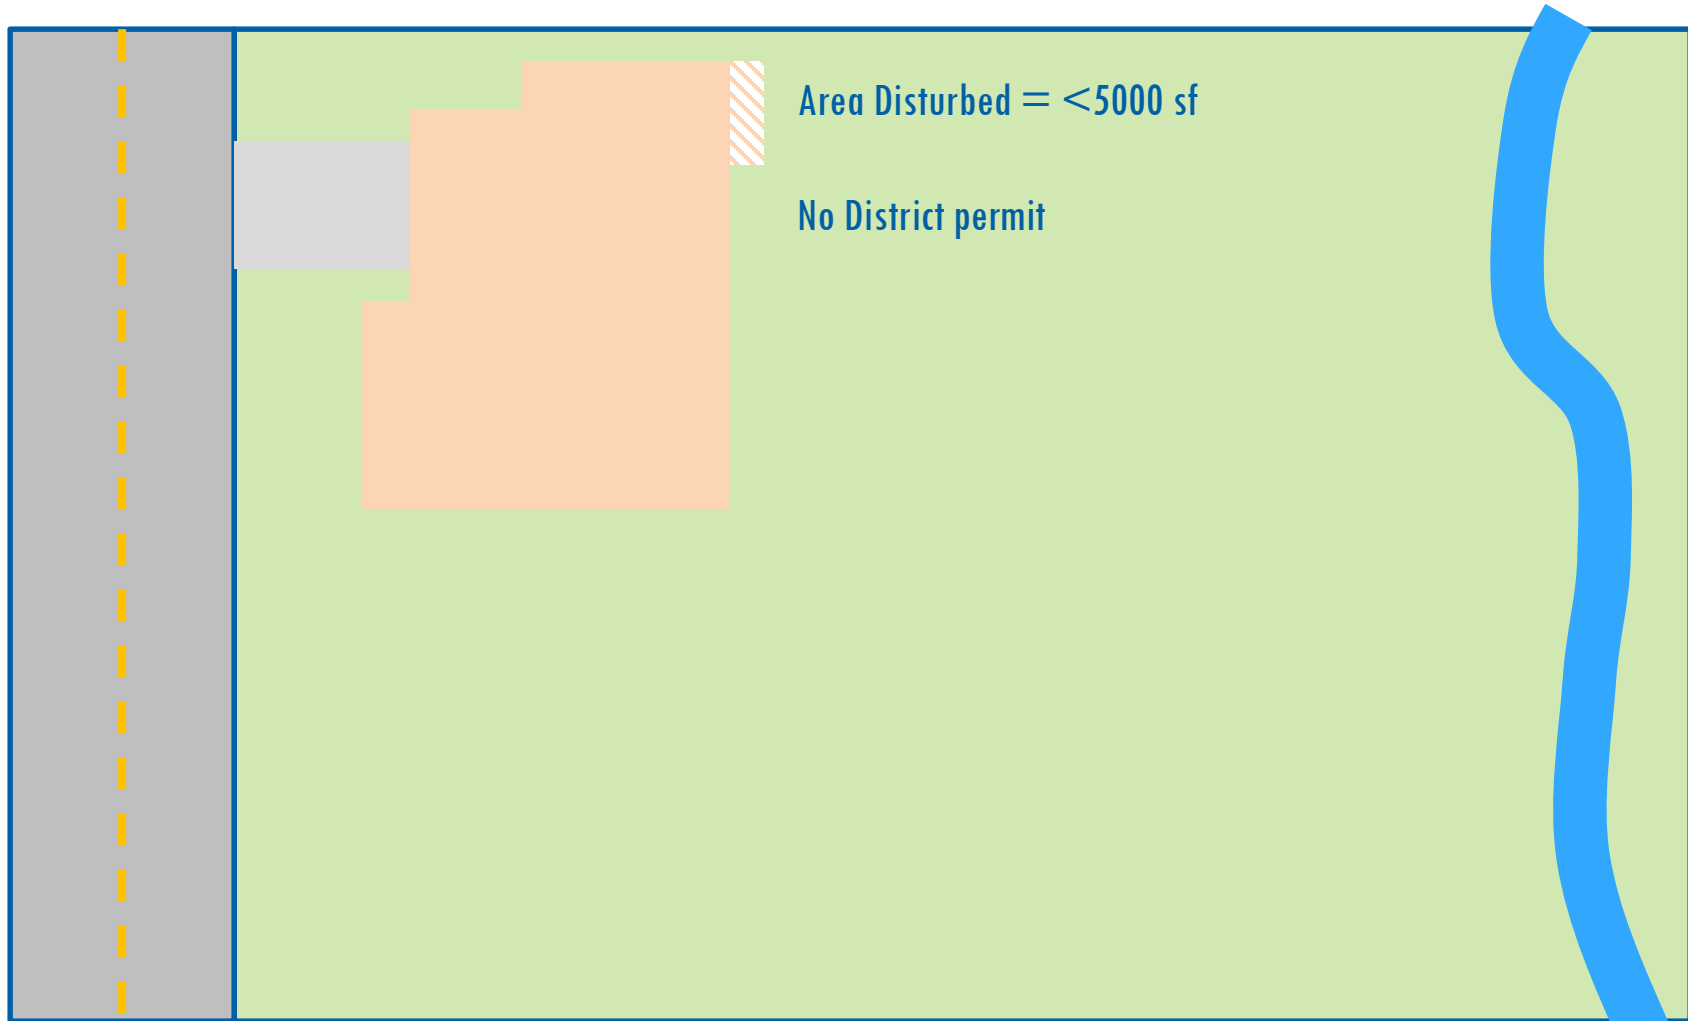 Area Disturbed = <5000 sf
No District permit